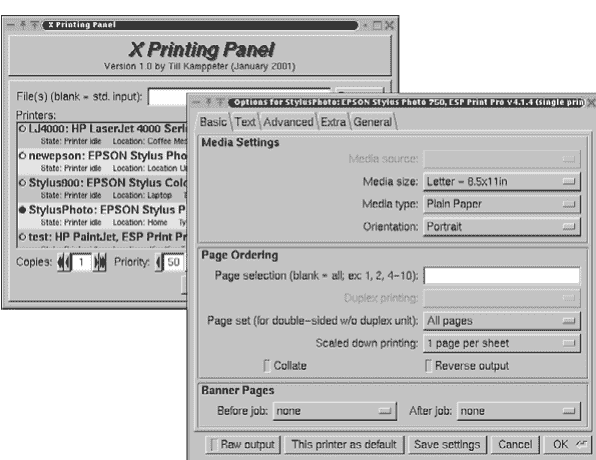 X Printing Panel
X Printing Panel
Version 1.0 by Till Kamppeter (January 2001)
File(s) (blank = std. input):
Printers:
LJ4000: HP LaserJet 4000 Seri
State: Printer idle Location: Coffee Mes
newepson: EPSON Stylus Pho
State: Printer idle Location: Location U
Stylus800: EPSON Stylus Colo
State: Printer idle Location: Laptop
StylusPhoto: EPSON Stylus P
State: Printer idle Location: Home Ty
test: HP PaintJet, ESP Print Pr
Copies: 1 Priority: 50
Options for StylusPhoto: EPSON Stylus Photo 750, ESP Print Pro v4.1.4 (single prin
Basic Text Advanced Extra General
Media Settings
Media source:
Media size: Letter - 8.5x11in
Media type: Plain Paper
Orientation: Portrait
Page Ordering
Page selection (blank = all; ex: 1, 2, 4-10):
Duplex printing:
Page set (for double-sided w/o duplex unit): All pages
Scaled down printing: 1 page per sheet
Collate Reverse output
Banner Pages
Before job: none After job: none
Raw output This printer as default Save settings Cancel OK